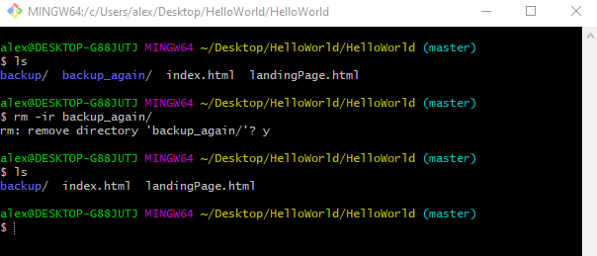 MINGW64:/c/Users/alex/Desktop/HelloWorld/HelloWorld
alex@DESKTOP-G88JUTJ MINGW64 ~/Desktop/HelloWorld/HelloWorld (master)
$ ls
backup/  backup_again/  index.html  landingPage.html
alex@DESKTOP-G88JUTJ MINGW64 ~/Desktop/HelloWorld/HelloWorld (master)
$ rm -ir backup_again/
rm: remove directory 'backup_again/'? y
alex@DESKTOP-G88JUTJ MINGW64 ~/Desktop/HelloWorld/HelloWorld (master)
$ ls
backup/  index.html  landingPage.html
alex@DESKTOP-G88JUTJ MINGW64 ~/Desktop/HelloWorld/HelloWorld (master)
$